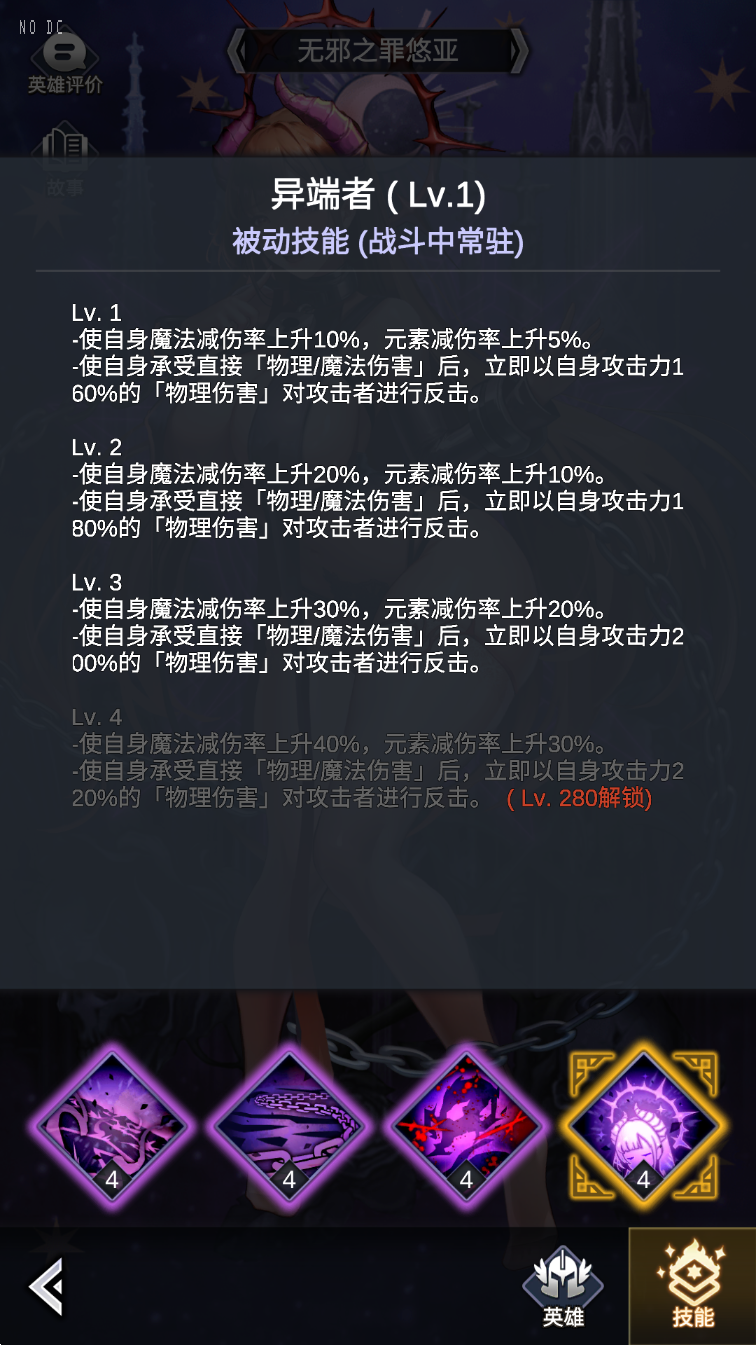 NO DC
无邪之罪悠亚
英雄评价
故事
异端者 ( Lv.1)
被动技能 (战斗中常驻)
Lv. 1
-使自身魔法减伤率上升10%，元素减伤率上升5%。
-使自身承受直接「物理/魔法伤害」后，立即以自身攻击力1
60%的「物理伤害」对攻击者进行反击。
Lv. 2
-使自身魔法减伤率上升20%，元素减伤率上升10%。
-使自身承受直接「物理/魔法伤害」后，立即以自身攻击力1
80%的「物理伤害」对攻击者进行反击。
Lv. 3
-使自身魔法减伤率上升30%，元素减伤率上升20%。
-使自身承受直接「物理/魔法伤害」后，立即以自身攻击力2
00%的「物理伤害」对攻击者进行反击。
Lv. 4
-使自身魔法减伤率上升40%，元素减伤率上升30%。
-使自身承受直接「物理/魔法伤害」后，立即以自身攻击力2
20%的「物理伤害」对攻击者进行反击。 ( Lv. 280解锁)
4 4 4 4
英雄 技能